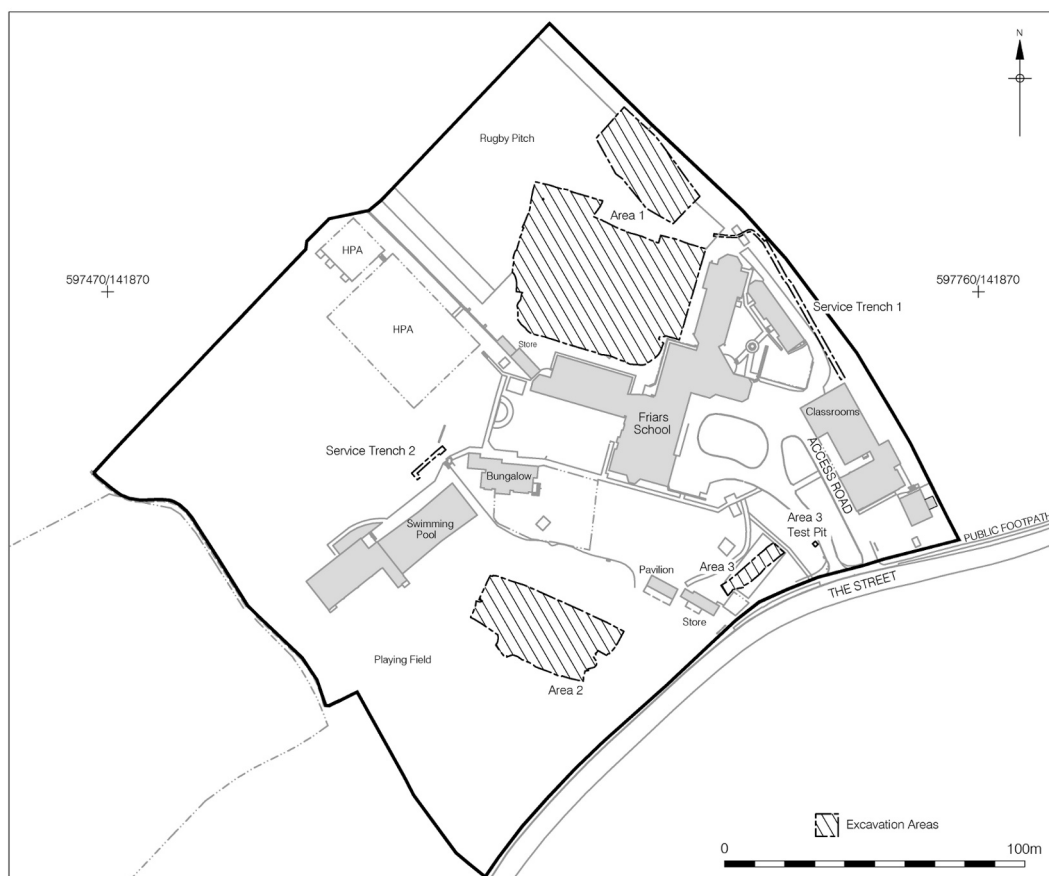 N
Rugby Pitch
Area 1
HPA
597470/141870
597760/141870
Service Trench 1
HPA
Store
Friars
School
Classrooms
ACCESS ROAD
Service Trench 2
Bungalow
Swimming
Pool
Area 3
Test Pit
PUBLIC FOOTPATH
THE STREET
Area 3
Pavilion
Store
Playing Field
Area 2
Excavation Areas
0
100m